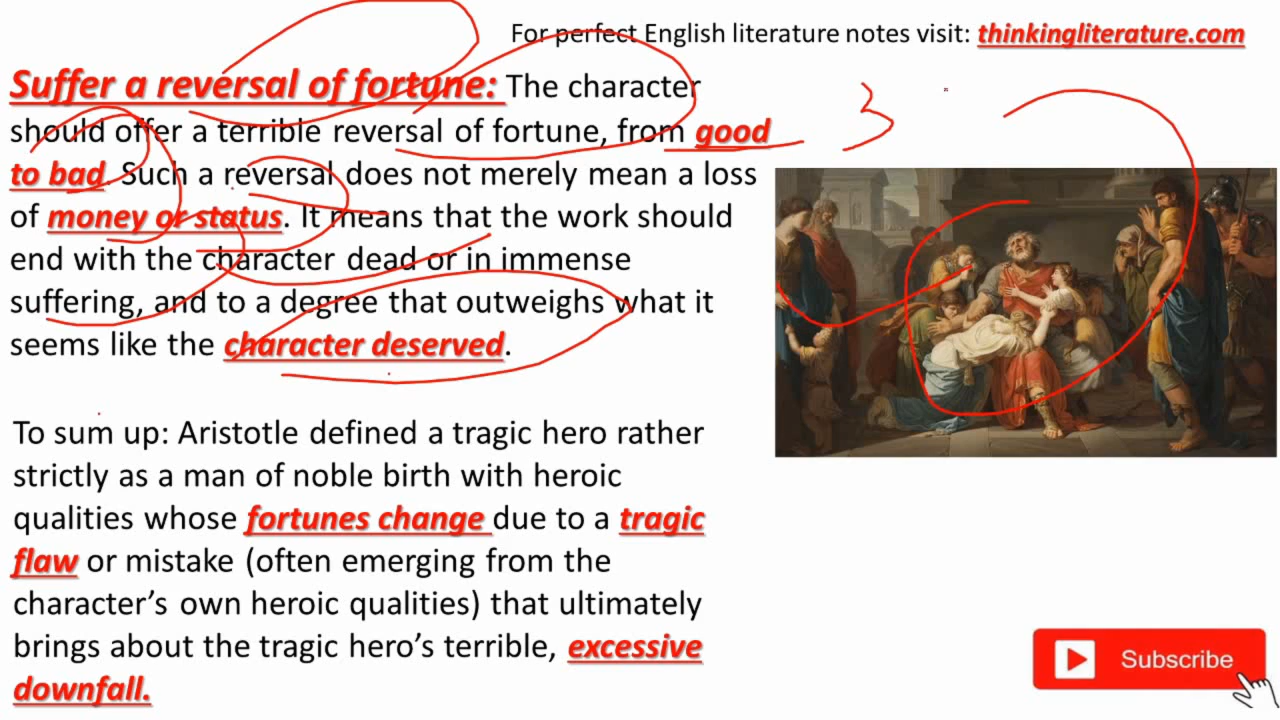 For perfect English literature notes visit: thinkingliterature.com
Suffer a reversal of fortune: The character
should offer a terrible reversal of fortune, from good
to bad. Such a reversal does not merely mean a loss
of money or status. It means that the work should
end with the character dead or in immense
suffering, and to a degree that outweighs what it
seems like the character deserved.
3
To sum up: Aristotle defined a tragic hero rather
strictly as a man of noble birth with heroic
qualities whose fortunes change due to a tragic
flaw or mistake (often emerging from the
character’s own heroic qualities) that ultimately
brings about the tragic hero’s terrible, excessive
downfall.
Subscribe